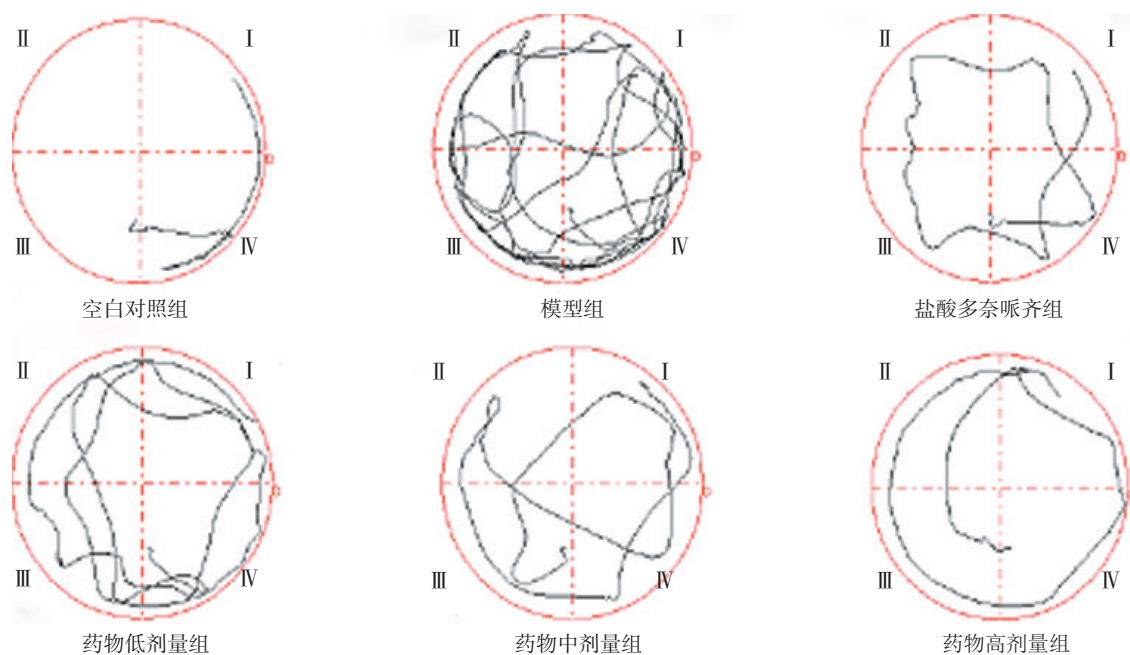 Ⅱ Ⅰ Ⅱ Ⅰ Ⅱ Ⅰ
Ⅲ Ⅳ Ⅲ Ⅳ Ⅲ Ⅳ
空白对照组 模型组 盐酸多奈哌齐组
Ⅱ Ⅰ Ⅱ Ⅰ Ⅱ Ⅰ
Ⅲ Ⅳ Ⅲ Ⅳ Ⅲ Ⅳ
药物低剂量组 药物中剂量组 药物高剂量组